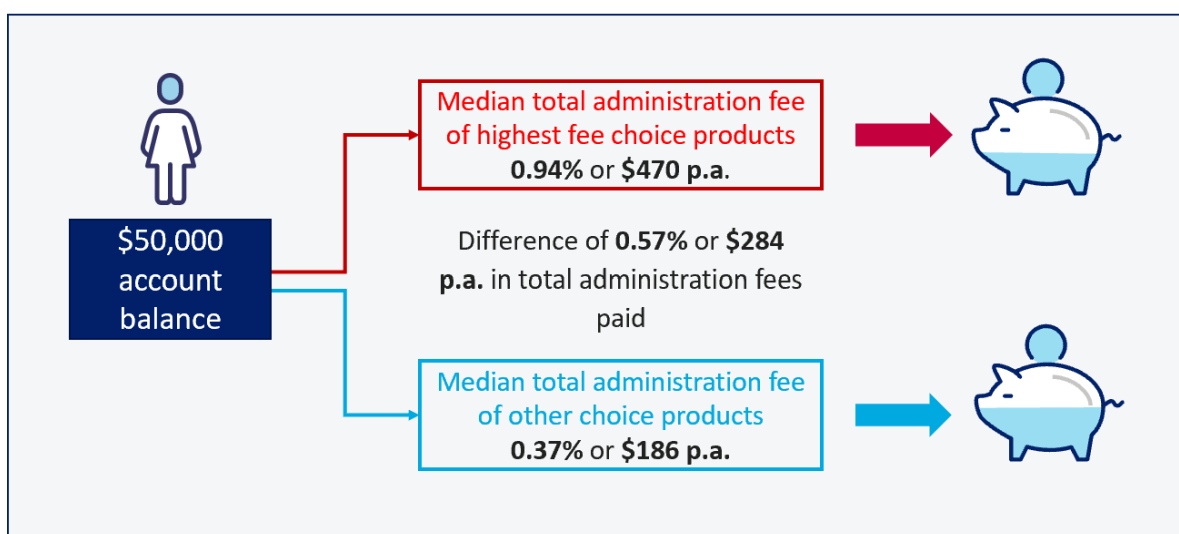 Median total administration fee
of highest fee choice products
0.94% or $470 p.a.
$50,000
account
balance
Difference of 0.57% or $284
p.a. in total administration fees
paid
Median total administration fee
of other choice products
0.37% or $186 p.a.